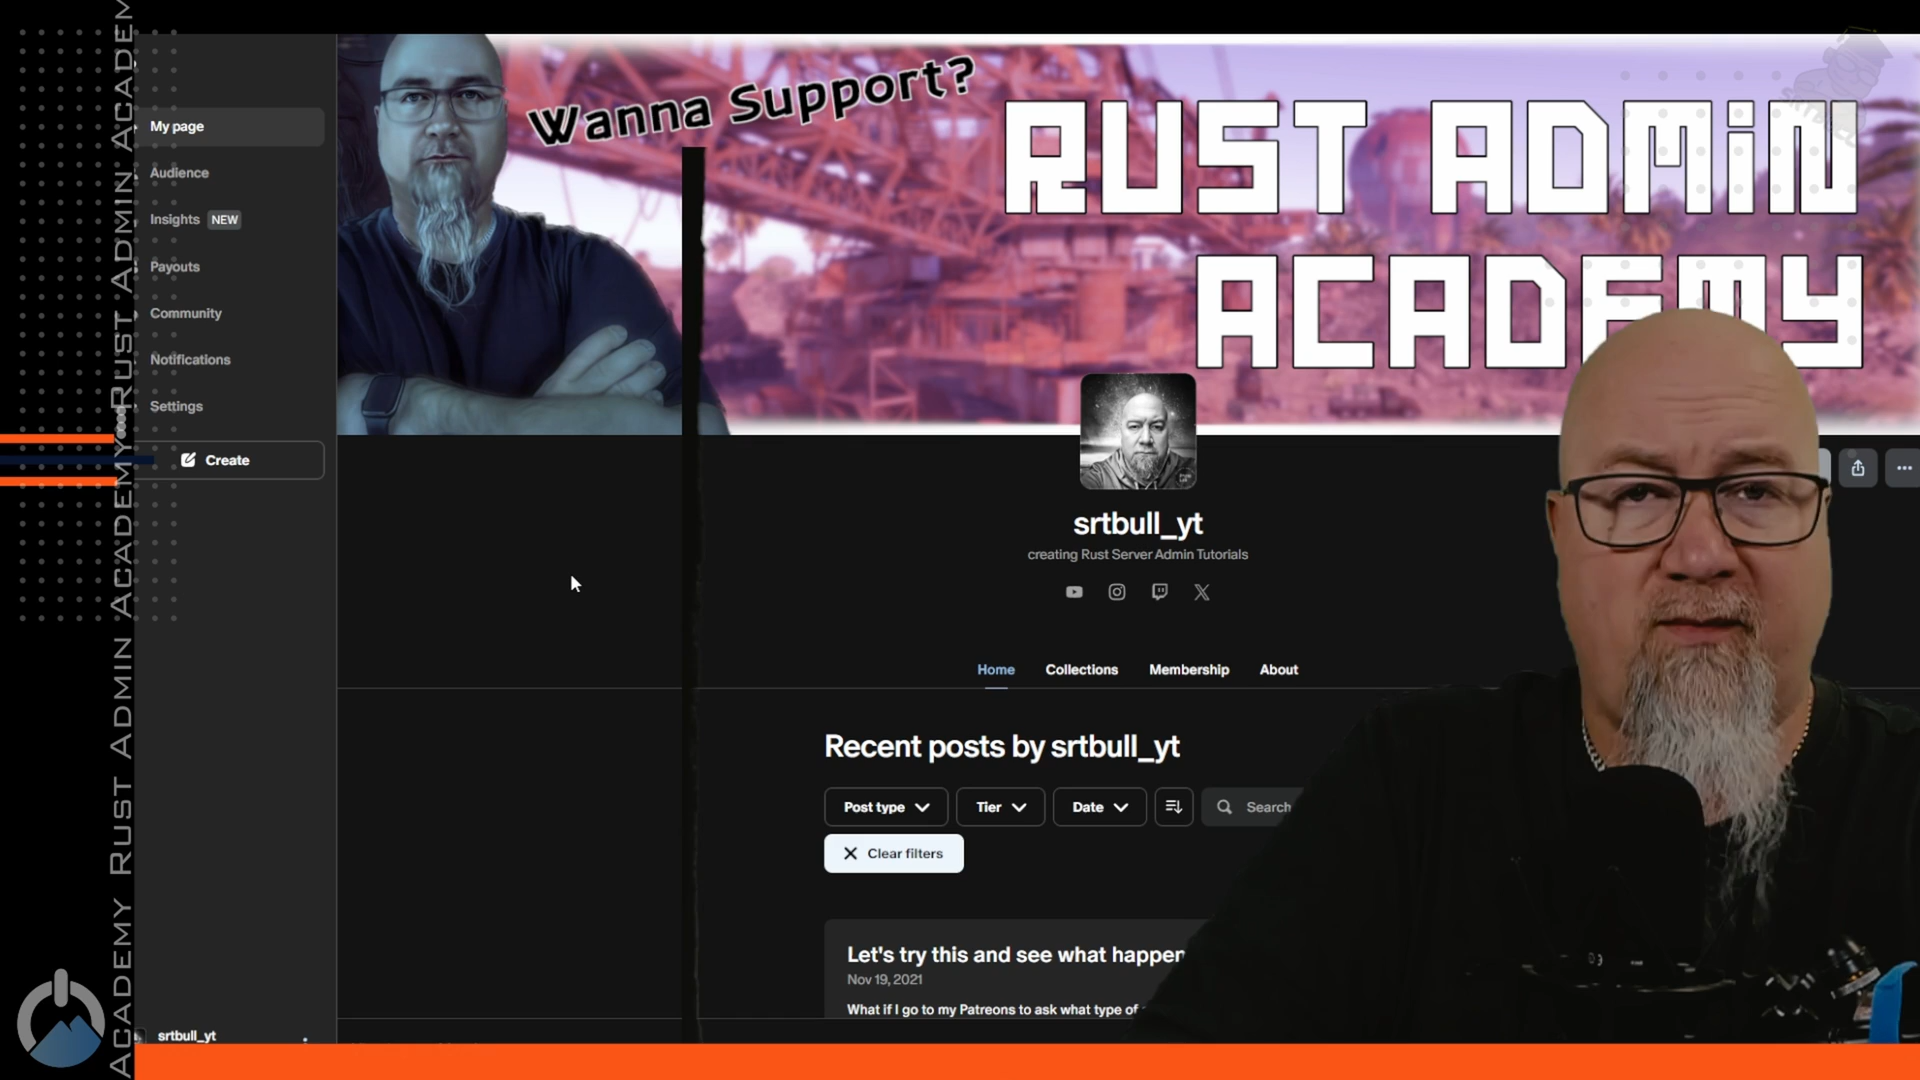 Wanna Support?
RUST ADMIN
ACADEMY
My page
Audience
Insights NEW
Payouts
Community
Notifications
Settings
Create
srtbull_yt
creating Rust Server Admin Tutorials
Home Collections Membership About
Recent posts by srtbull_yt
Post type Tier Date Search
Clear filters
Let's try this and see what happen
Nov 19, 2021
What if I go to my Patreons to ask what type of
srtbull_yt
ACADEMY RUST ADMIN ACADEMY RUST ADMIN ACADEM